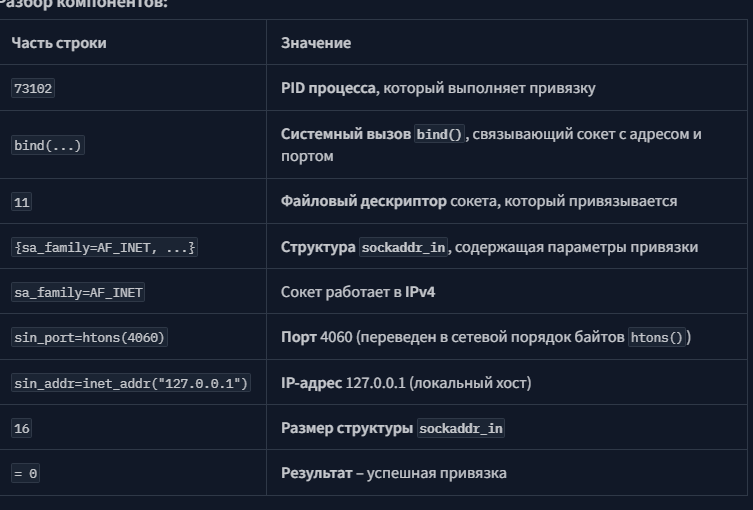 Разбор компонентов:
Часть строки Значение
73102 PID процесса, который выполняет привязку
bind(...) Системный вызов bind(), связывающий сокет с адресом и
портом
11 Файловый дескриптор сокета, который привязывается
{sa_family=AF_INET, ...} Структура sockaddr_in, содержащая параметры привязки
sa_family=AF_INET Сокет работает в IPv4
sin_port=htons(4060) Порт 4060 (переведен в сетевой порядок байтов htons())
sin_addr=inet_addr("127.0.0.1") IP-адрес 127.0.0.1 (локальный хост)
16 Размер структуры sockaddr_in
= 0 Результат – успешная привязка